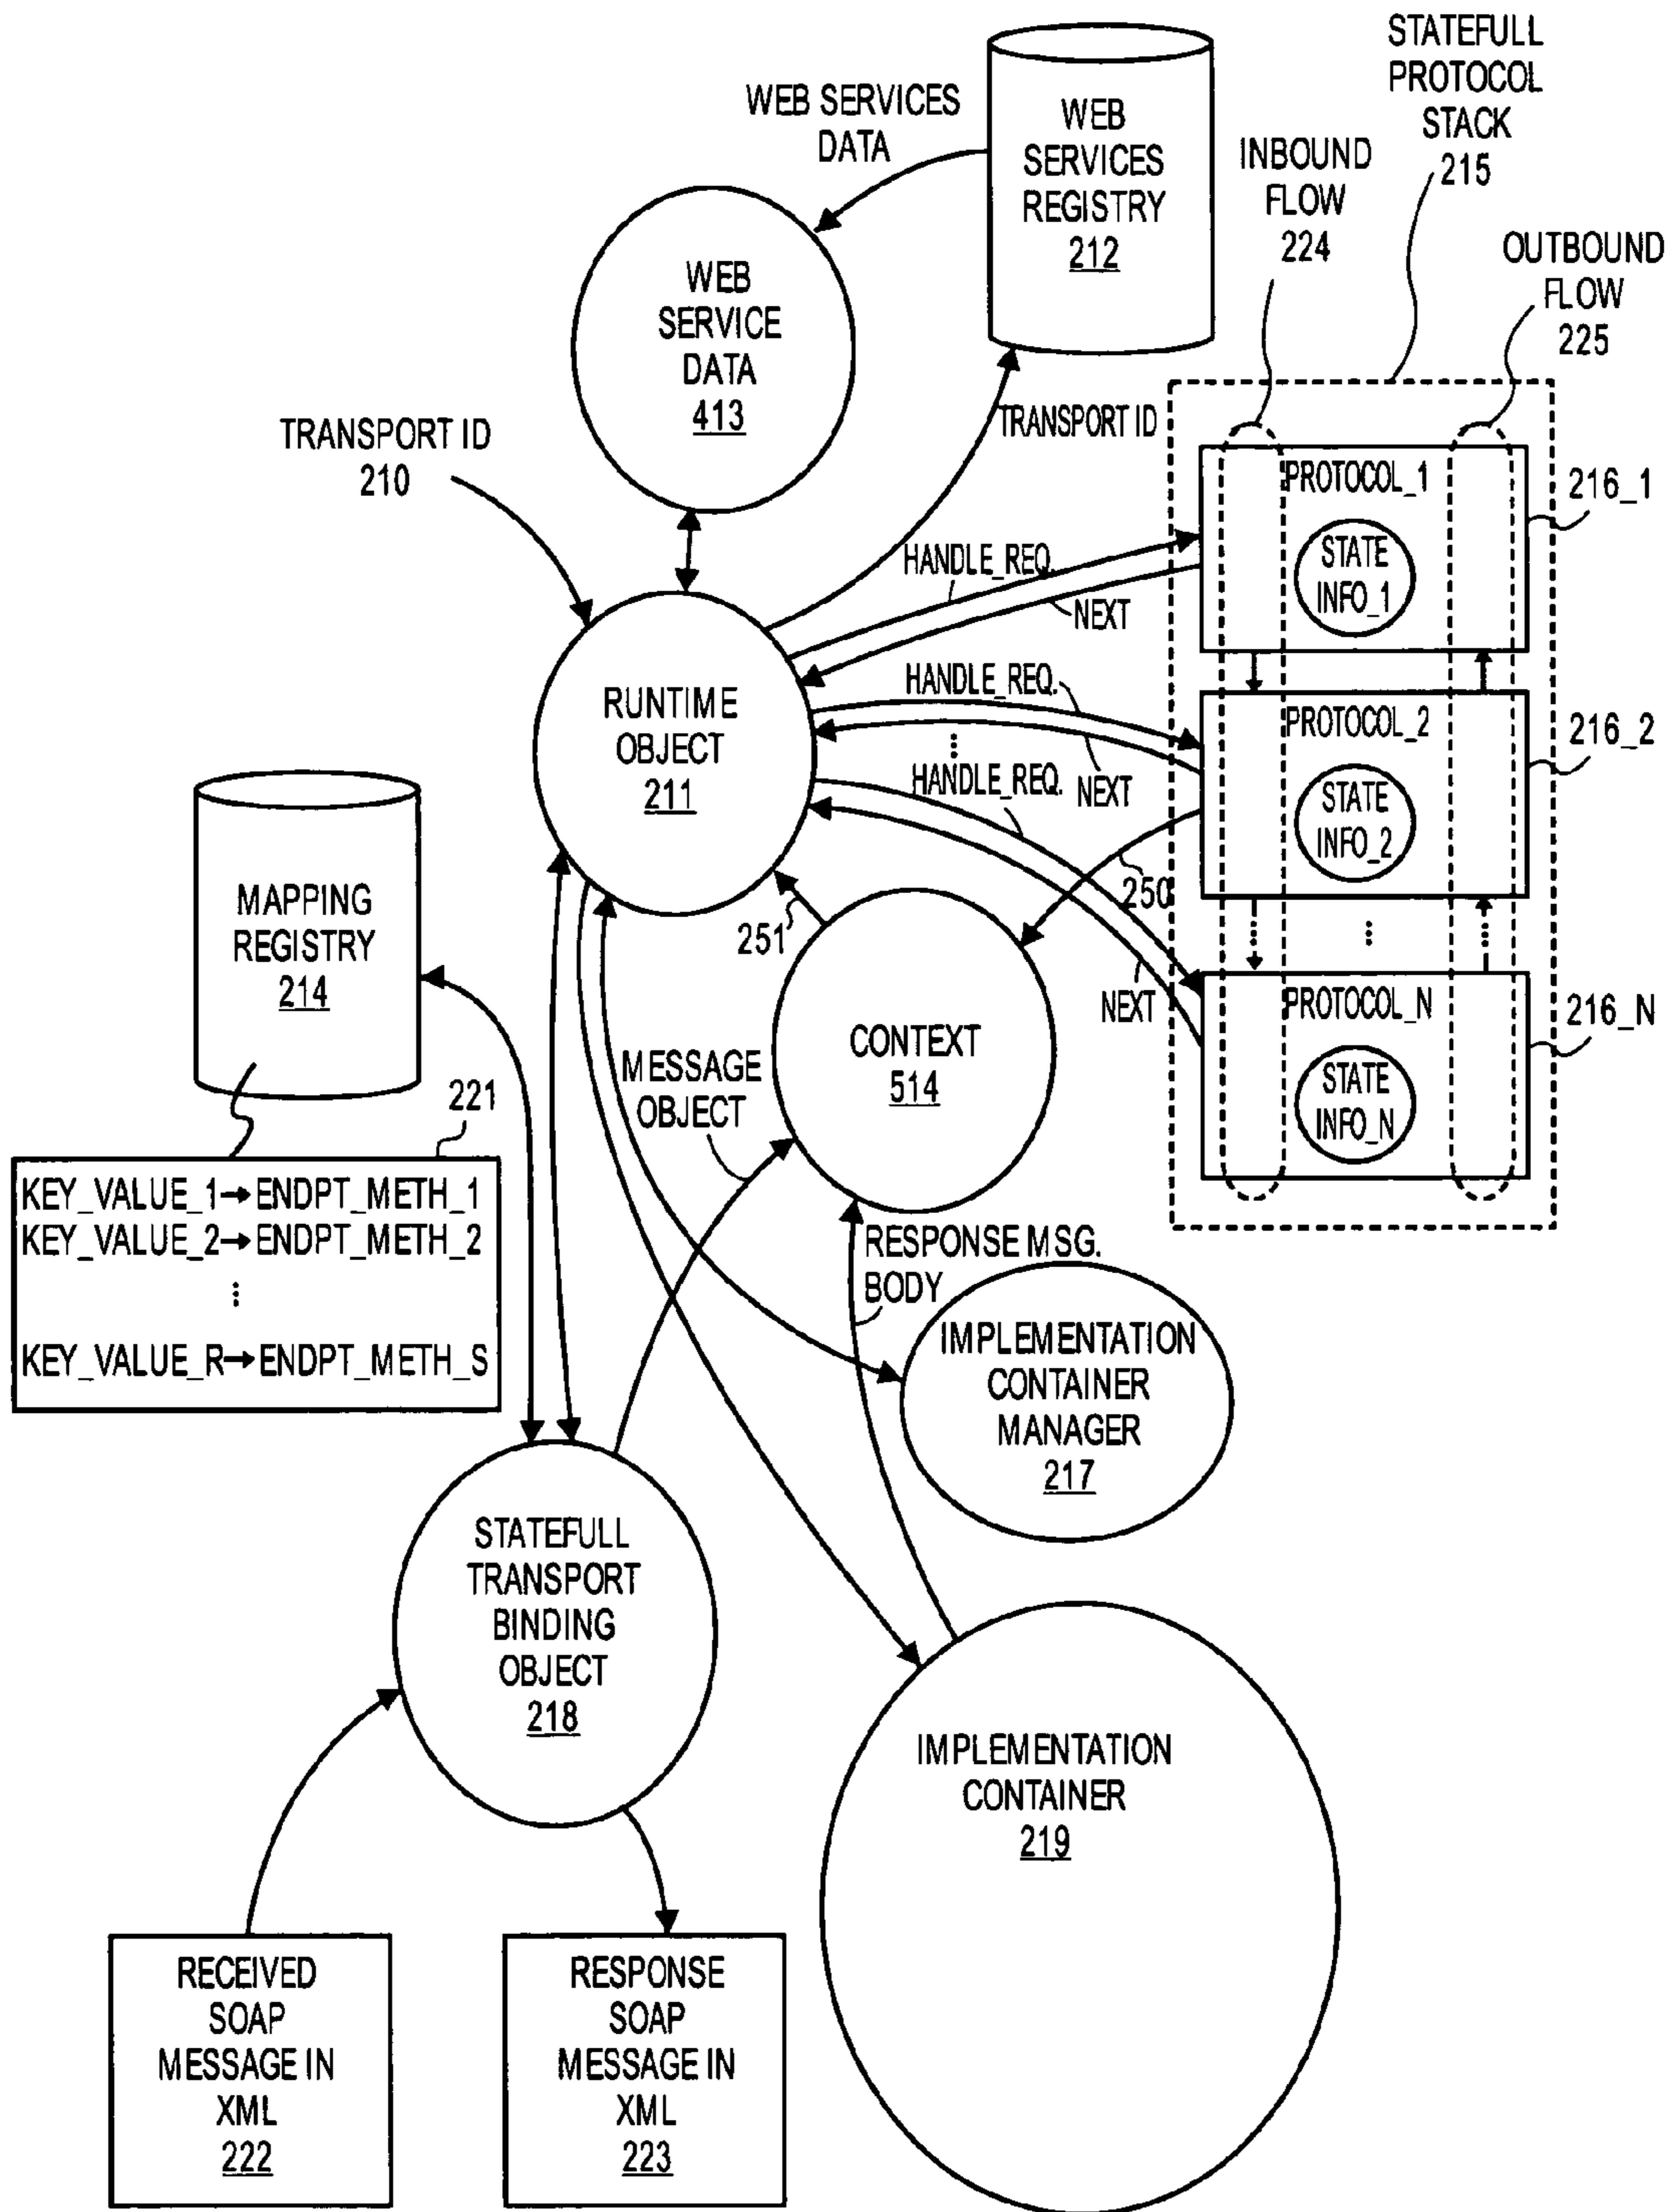 STATEFULL
PROTOCOL
STACK
215
WEB SERVICES
DATA
WEB
SERVICES
REGISTRY
212
INBOUND
FLOW
224
OUTBOUND
FLOW
225
WEB
SERVICE
DATA
413
TRANSPORT ID
210
TRANSPORT ID
PROTOCOL_1
216_1
STATE
INFO_1
HANDLE_REQ.
NEXT
RUNTIME
OBJECT
211
HANDLE_REQ.
⋮
NEXT
PROTOCOL_2
216_2
STATE
INFO_2
HANDLE_REQ.
NEXT
250
251
MAPPING
REGISTRY
214
PROTOCOL_N
216_N
STATE
INFO_N
CONTEXT
514
MESSAGE
OBJECT
221
KEY_VALUE_1→ENDPT_METH_1
KEY_VALUE_2→ENDPT_METH_2
⋮
KEY_VALUE_R→ENDPT_METH_S
RESPONSE MSG.
BODY
IMPLEMENTATION
CONTAINER
MANAGER
217
STATEFULL
TRANSPORT
BINDING
OBJECT
218
IMPLEMENTATION
CONTAINER
219
RECEIVED
SOAP
MESSAGE IN
XML
222
RESPONSE
SOAP
MESSAGE IN
XML
223